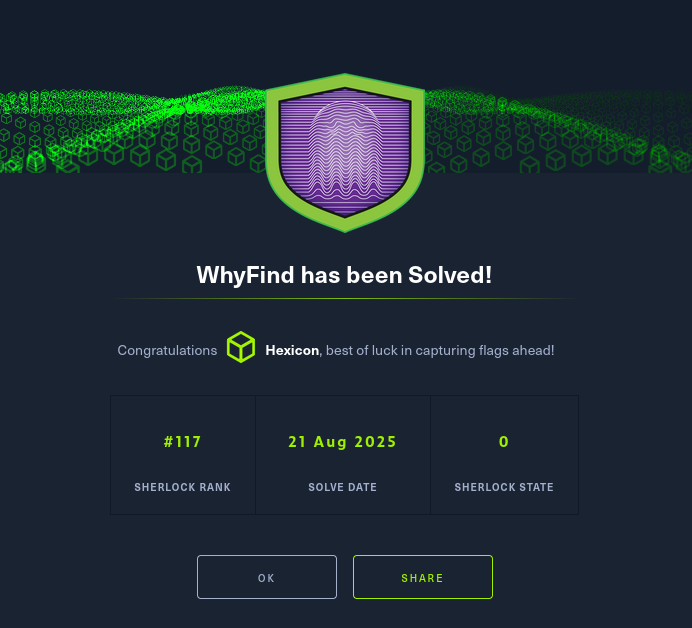 WhyFind has been Solved!
Congratulations Hexicon, best of luck in capturing flags ahead!
#117 21 Aug 2025 0
SHERLOCK RANK SOLVE DATE SHERLOCK STATE
OK SHARE